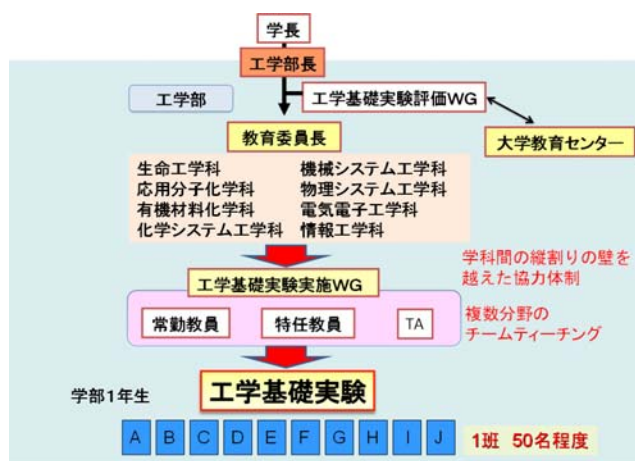 学長
工学部長
工学部
工学基礎実験評価WG
教育委員長
大学教育センター
生命工学科 機械システム工学科
応用分子化学科 物理システム工学科
有機材料化学科 電気電子工学科
化学システム工学科 情報工学科
学科間の縦割りの壁を
越えた協力体制
工学基礎実験実施WG
常勤教員 特任教員 TA
複数分野の
チームティーチング
学部1年生
工学基礎実験
A B C D E F G H I J
1班 50名程度